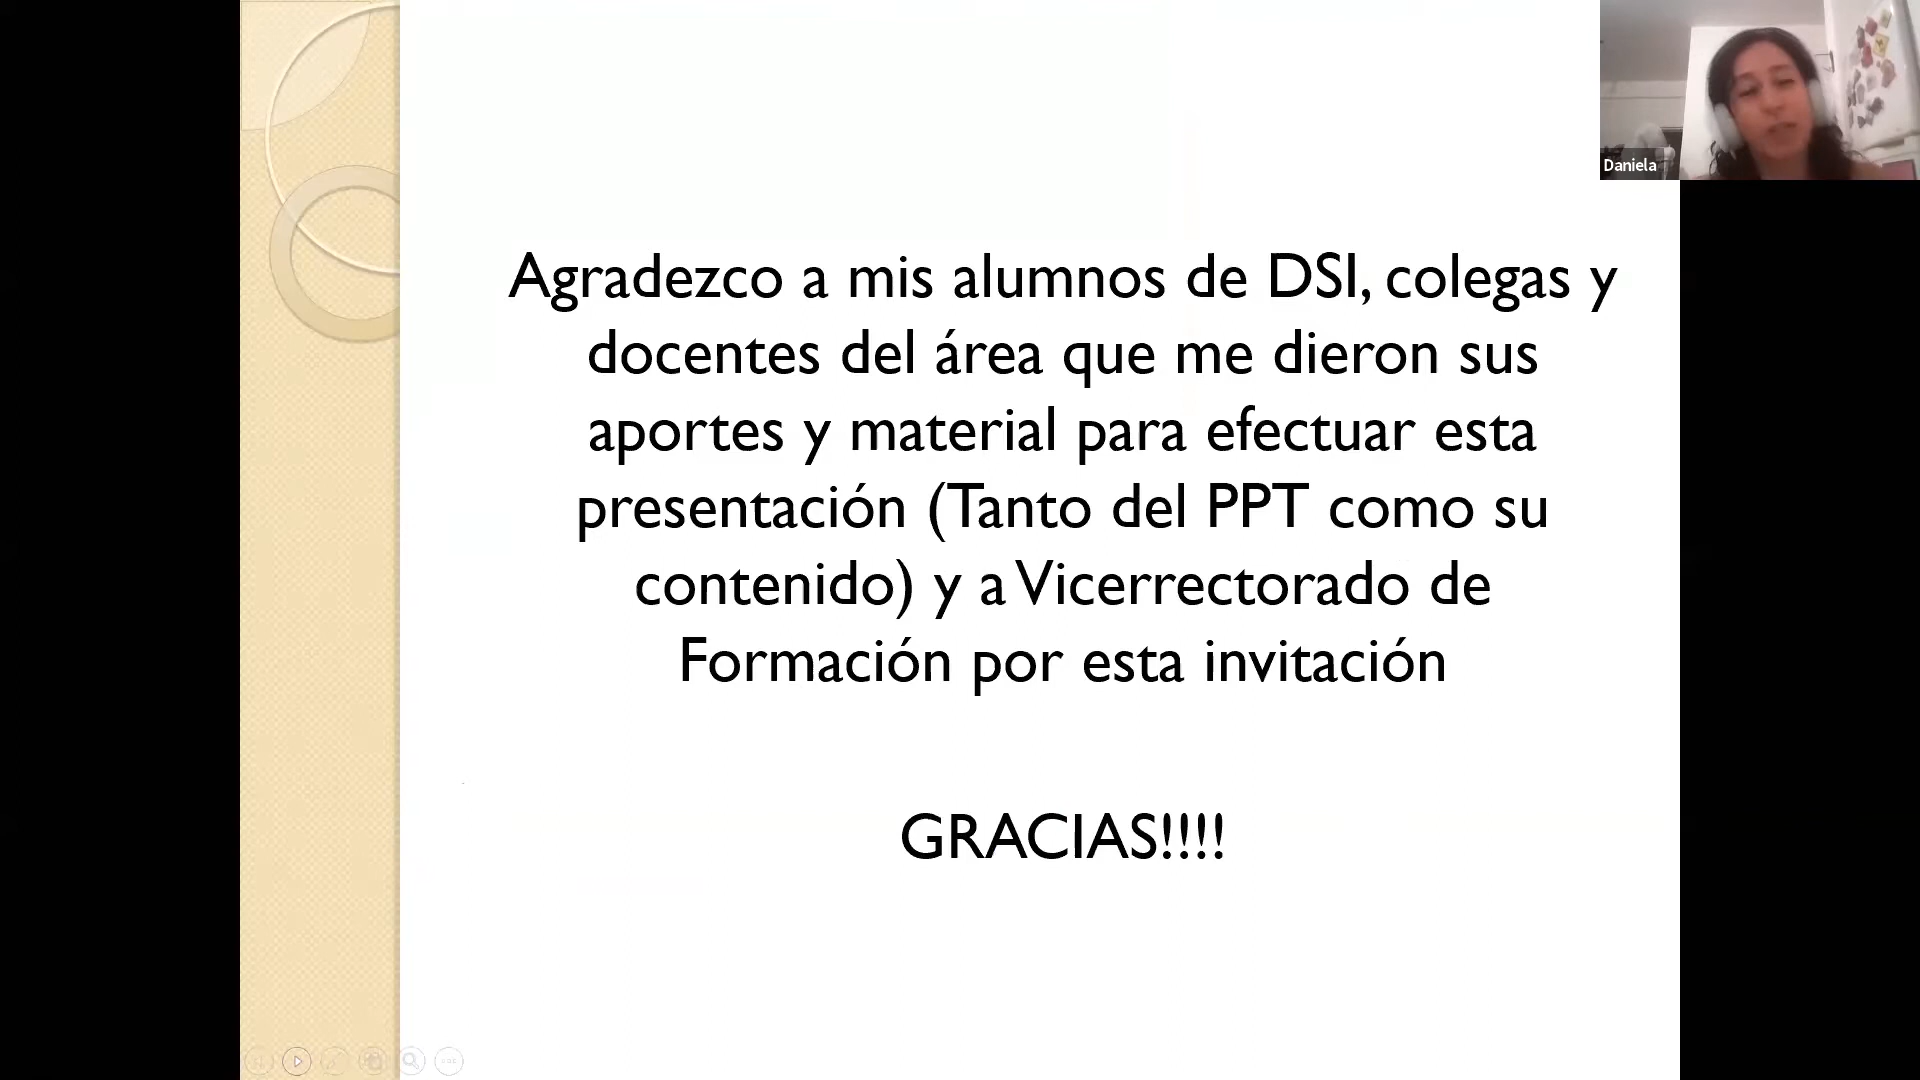 Daniela
Agradezco a mis alumnos de DSI, colegas y
docentes del área que me dieron sus
aportes y material para efectuar esta
presentación (Tanto del PPT como su
contenido) y a Vicerrectorado de
Formación por esta invitación
GRACIAS!!!!